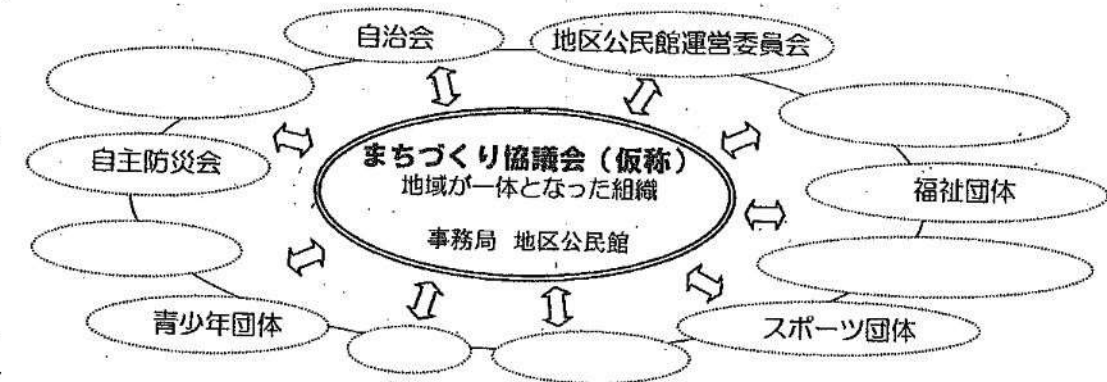 自治会
地区公民館運営委員会
自主防災会
まちづくり協議会（仮称）
地域が一体となった組織
事務局 地区公民館
福祉団体
青少年団体
スポーツ団体